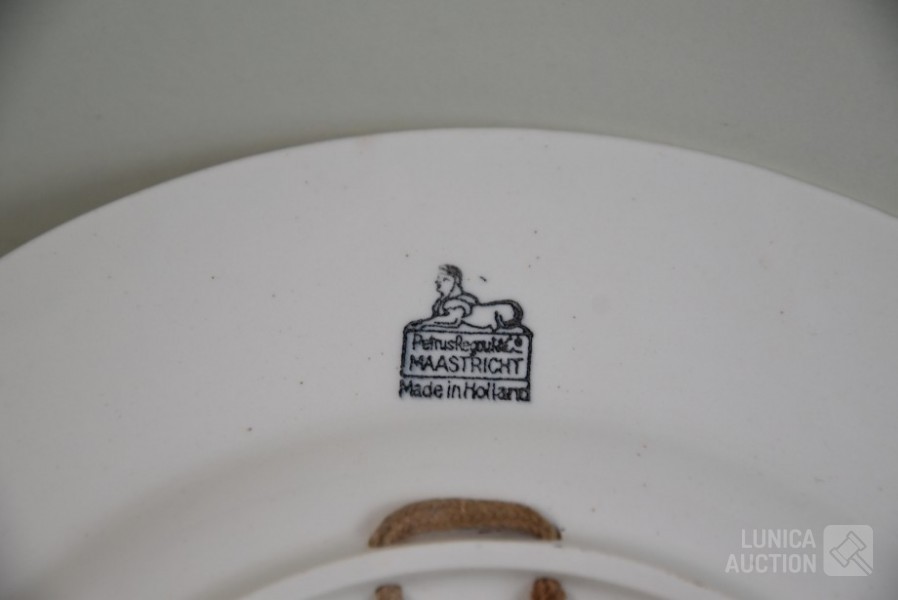 Petrus Regout & Co
MAASTRICHT
Made in Holland
LUNICA
AUCTION